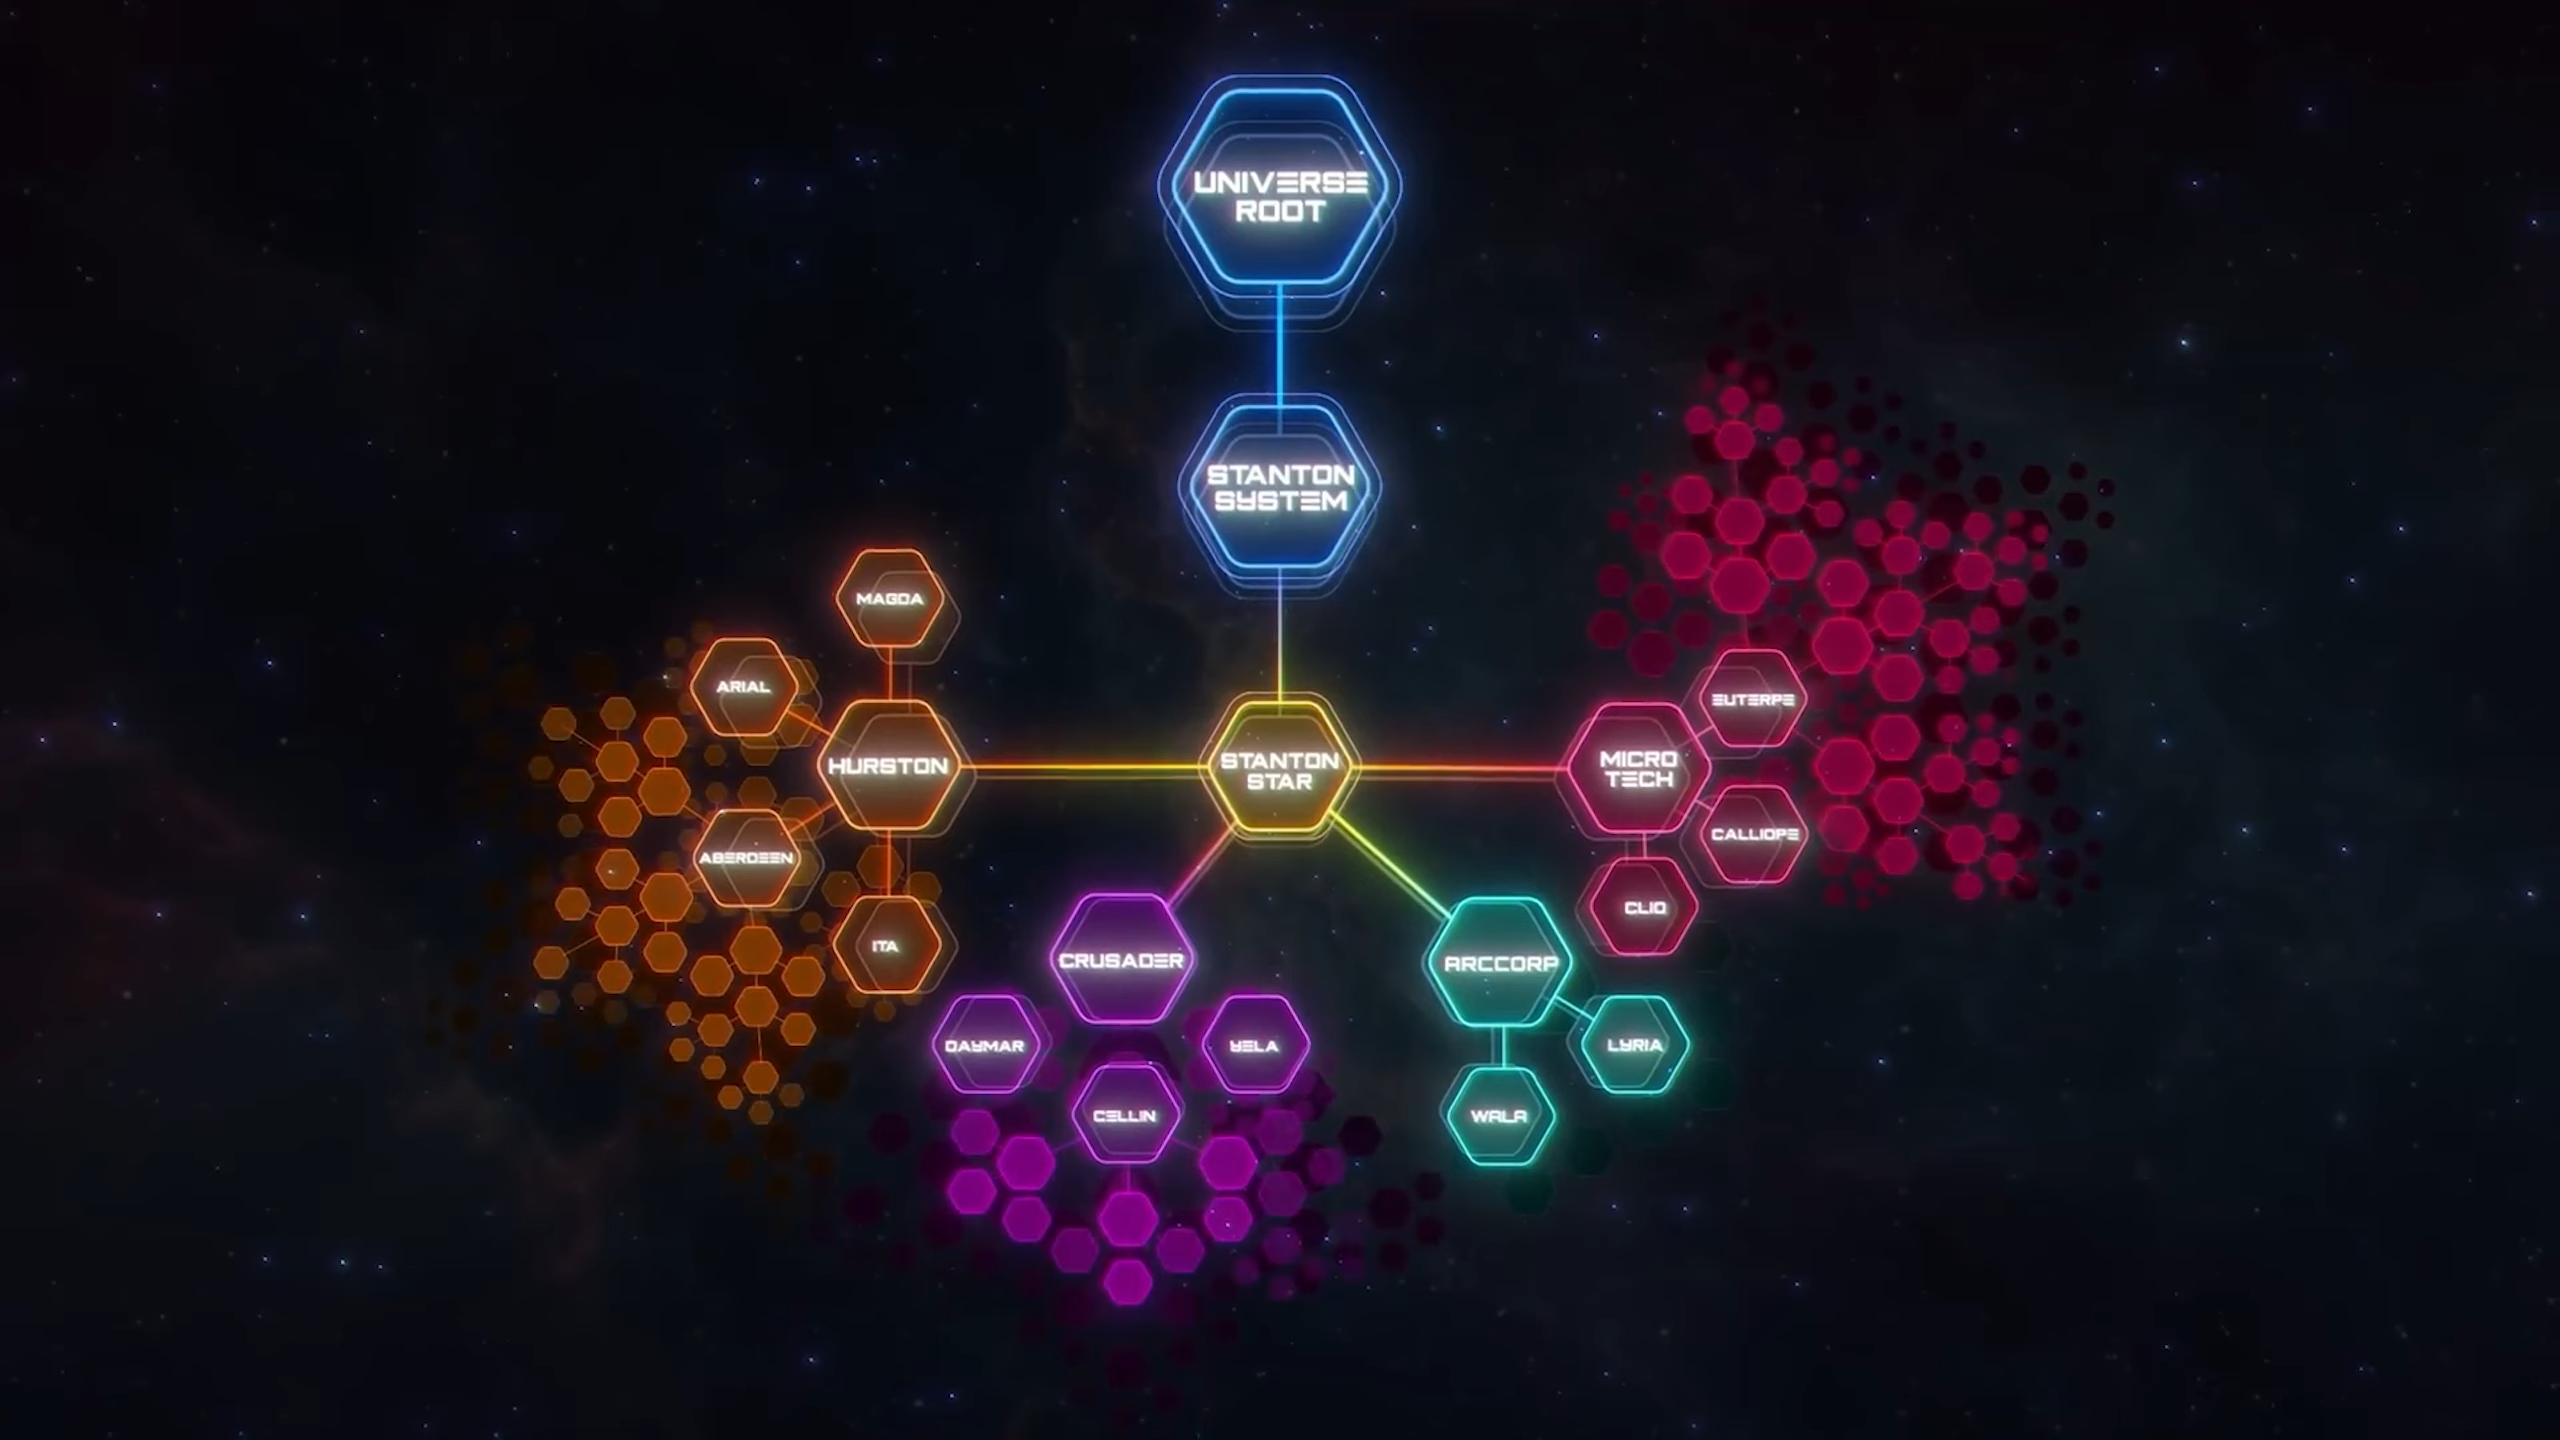 UNIVERSE
ROOT
STANTON
SYSTEM
MAGDA
ARIAL
HURSTON
ABERDEEN
ITA
STANTON
STAR
MICRO
TECH
EUTERPE
CALLIOPE
CLIO
CRUSADER
DAYMAR
YELA
CELLIN
ARCCORP
LYRIA
WALA